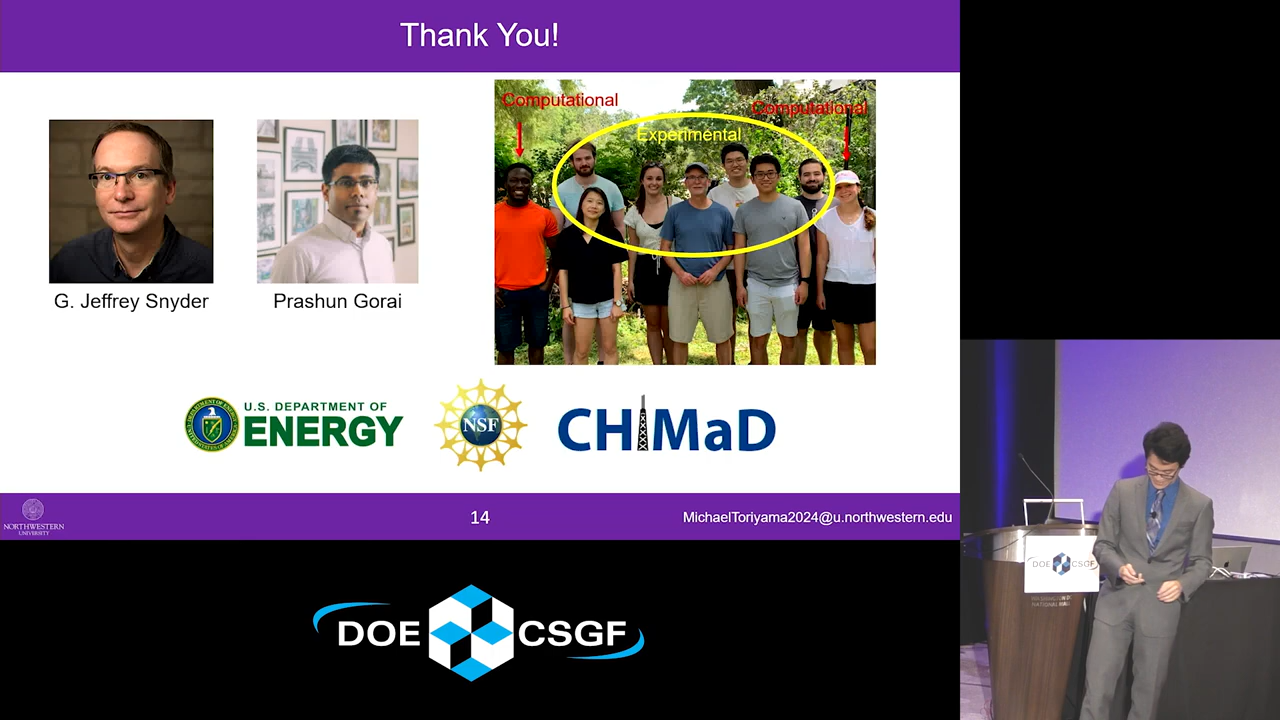 Thank You!
Computational
Computational
Experimental
G. Jeffrey Snyder
Prashun Gorai
U.S. DEPARTMENT OF
ENERGY
NSF
CHiMaD
NORTHWESTERN
UNIVERSITY
14
MichaelToriyama2024@u.northwestern.edu
DOE CSGF
DOE CSGF